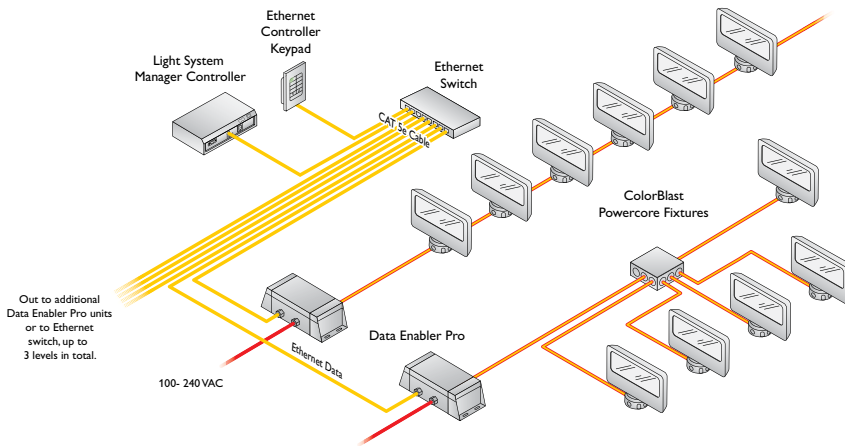 Ethernet
Controller
Keypad
Light System
Manager Controller
Ethernet
Switch
CAT 5e Cable
ColorBlast
Powercore Fixtures
Out to additional
Data Enabler Pro units
or to Ethernet
switch, up to
3 levels in total.
Data Enabler Pro
Ethernet Data
100- 240 VAC